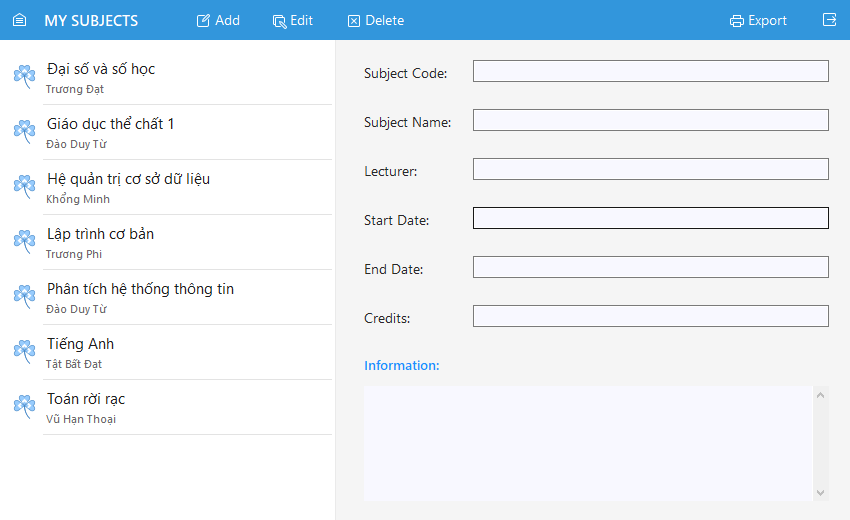 MY SUBJECTS
Add
Edit
Delete
Export
Đại số và số học
Trương Đạt
Giáo dục thể chất 1
Đào Duy Từ
Hệ quản trị cơ sở dữ liệu
Khổng Minh
Lập trình cơ bản
Trương Phi
Phân tích hệ thống thông tin
Đào Duy Từ
Tiếng Anh
Tật Bất Đạt
Toán rời rạc
Vũ Hạn Thoại
Subject Code:
Subject Name:
Lecturer:
Start Date:
End Date:
Credits:
Information: